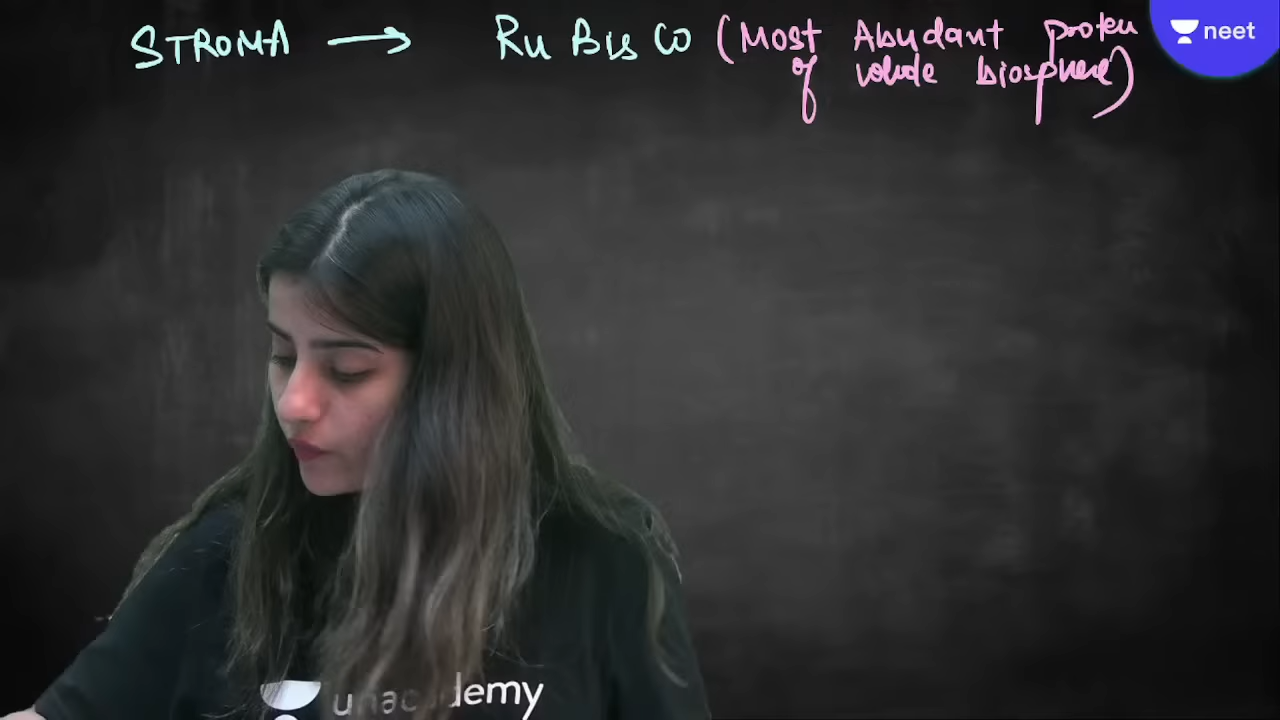 STROMA → RuBisCO (Most Abudant protein
of whole biosphere)
neet
unacademy